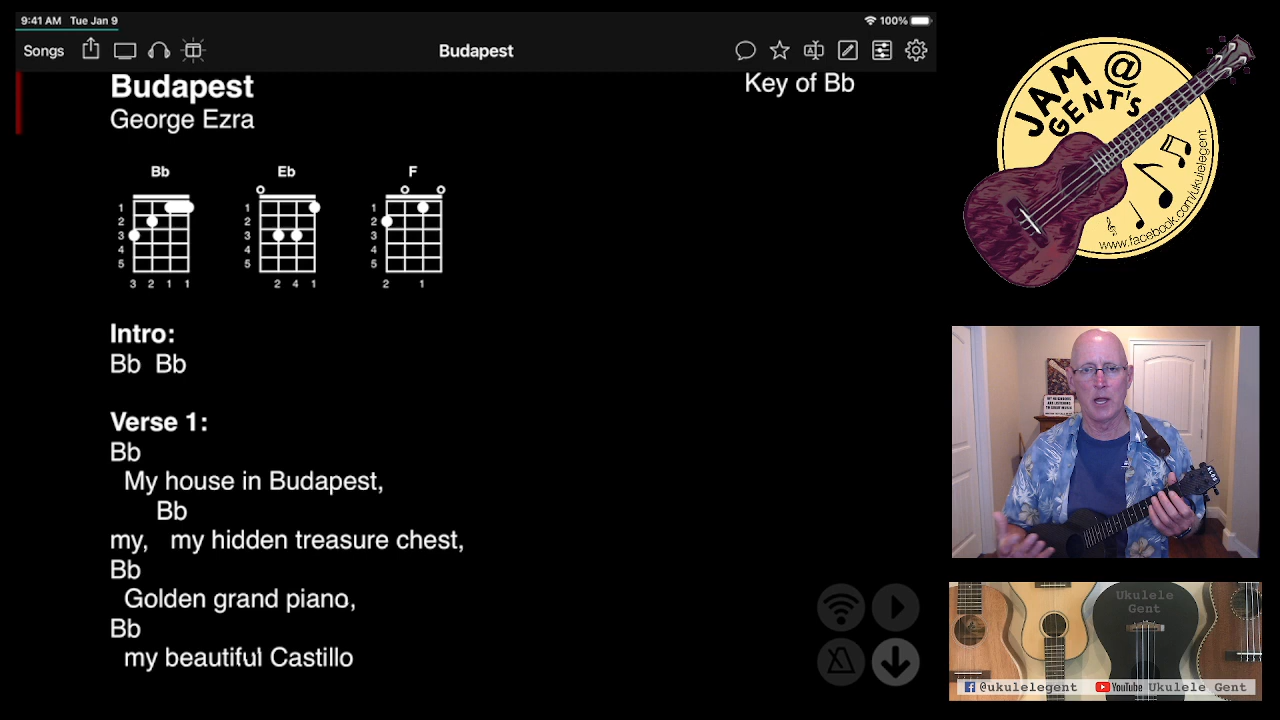 9:41 AM Tue Jan 9
100%
Songs
Budapest
Budapest
Key of Bb
George Ezra
Bb Eb F
1 1 1
2 2 2
3 3 3
4 4 4
5 5 5
3 2 1 1 2 4 1 2 1
Intro:
Bb Bb
Verse 1:
Bb
My house in Budapest,
Bb
my, my hidden treasure chest,
Bb
Golden grand piano,
Bb
my beautiful Castillo
JAM @
GENT'S
www.facebook.com/ukulelegent
Ukulele
Gent
@ukulelegent YouTube Ukulele Gent